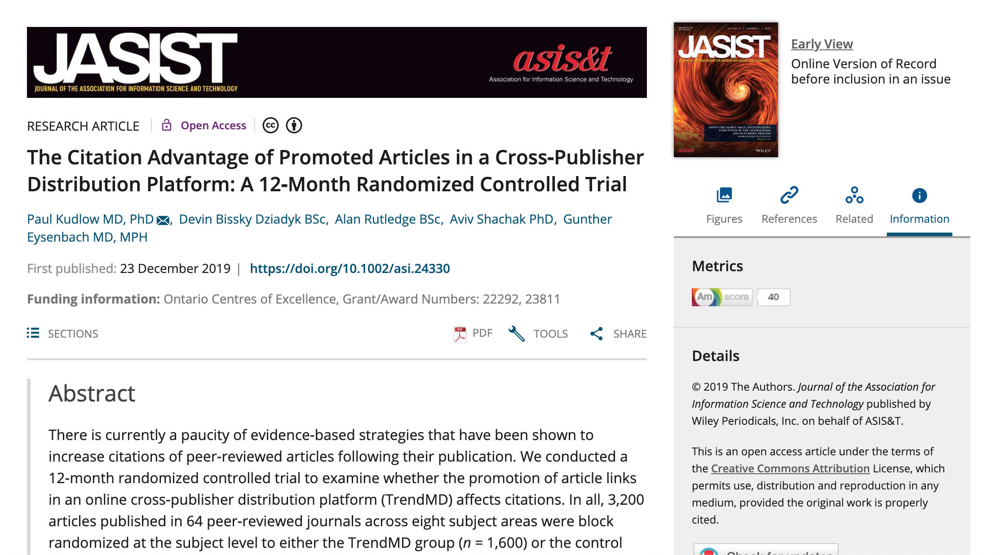 JASIST
JOURNAL OF THE ASSOCIATION FOR INFORMATION SCIENCE AND TECHNOLOGY
asis&t
Association for Information Science and Technology
RESEARCH ARTICLE
Open Access
cc
The Citation Advantage of Promoted Articles in a Cross-Publisher
Distribution Platform: A 12-Month Randomized Controlled Trial
Paul Kudlow MD, PhD, Devin Bissky Dziadyk BSc, Alan Rutledge BSc, Aviv Shachak PhD, Gunther
Eysenbach MD, MPH
First published: 23 December 2019 | https://doi.org/10.1002/asi.24330
Funding information: Ontario Centres of Excellence, Grant/Award Numbers: 22292, 23811
SECTIONS
PDF
PDF
TOOLS
SHARE
Abstract
There is currently a paucity of evidence-based strategies that have been shown to
increase citations of peer-reviewed articles following their publication. We conducted a
12-month randomized controlled trial to examine whether the promotion of article links
in an online cross-publisher distribution platform (TrendMD) affects citations. In all, 3,200
articles published in 64 peer-reviewed journals across eight subject areas were block
randomized at the subject level to either the TrendMD group (n = 1,600) or the control
VOLUME 71 | NUMBER 2 | 2020
JASIST
JOURNAL OF THE ASSOCIATION FOR INFORMATION SCIENCE AND TECHNOLOGY
DOWN THE RABBIT HOLE: INVESTIGATING
DISRUPTION OF THE INFORMATION
ENCOUNTERING PROCESS
asis&t
WILEY
Early View
Online Version of Record
before inclusion in an issue
Figures
References
Related
Information
Metrics
Am score 40
Details
© 2019 The Authors. Journal of the Association for
Information Science and Technology published by
Wiley Periodicals, Inc. on behalf of ASIS&T.
This is an open access article under the terms of
the Creative Commons Attribution License, which
permits use, distribution and reproduction in any
medium, provided the original work is properly
cited.
Check for updates